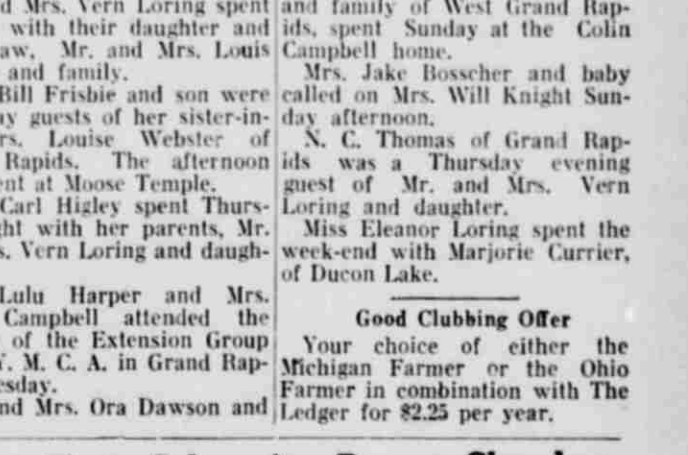 d Mrs. Vern Loring spent
with their daughter and
aw, Mr. and Mrs. Louis
and family.
Bill Frisbie and son were
ay guests of her sister-in-
rs. Louise Webster of
Rapids. The afternoon
ent at Moose Temple.
Carl Higley spent Thurs-
ght with her parents, Mr.
s. Vern Loring and daugh-
Lulu Harper and Mrs.
Campbell attended the
of the Extension Group
Y. M. C. A. in Grand Rap-
esday.
nd Mrs. Ora Dawson and
and family of West Grand Rap-
ids, spent Sunday at the Colin
Campbell home.
Mrs. Jake Bosscher and baby
called on Mrs. Will Knight Sun-
day afternoon.
N. C. Thomas of Grand Rap-
ids was a Thursday evening
guest of Mr. and Mrs. Vern
Loring and daughter.
Miss Eleanor Loring spent the
week-end with Marjorie Currier,
of Ducon Lake.
Good Clubbing Offer
Your choice of either the
Michigan Farmer or the Ohio
Farmer in combination with The
Ledger for $2.25 per year.